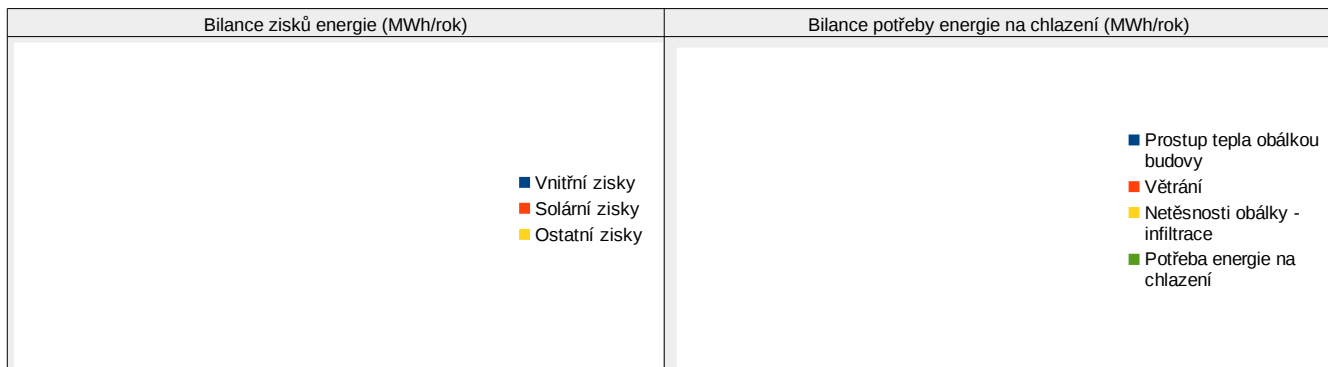 Bilance zisků energie (MWh/rok)
Bilance potřeby energie na chlazení (MWh/rok)
Vnitřní zisky
Solární zisky
Ostatní zisky
Prostup tepla obálkou
budovy
Větrání
Netěsnosti obálky -
infiltrace
Potřeba energie na
chlazení